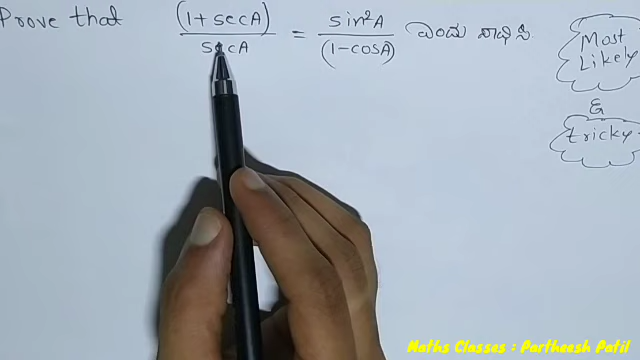 Prove that (1+secA)/secA = sin²A/(1-cosA) ಎಂದು ಸಾಧಿಸಿ.
Most
Likely
&
tricky
Maths Classes : Partheesh Patil